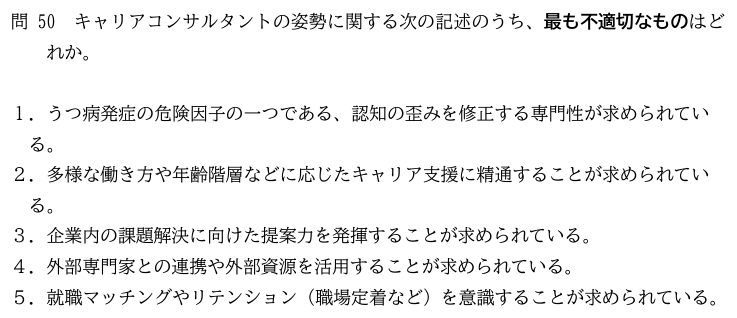 問 50 キャリアコンサルタントの姿勢に関する次の記述のうち、最も不適切なものはど
れか。
１．うつ病発症の危険因子の一つである、認知の歪みを修正する専門性が求められてい
る。
２．多様な働き方や年齢階層などに応じたキャリア支援に精通することが求められてい
る。
３．企業内の課題解決に向けた提案力を発揮することが求められている。
４．外部専門家との連携や外部資源を活用することが求められている。
５．就職マッチングやリテンション（職場定着など）を意識することが求められている。